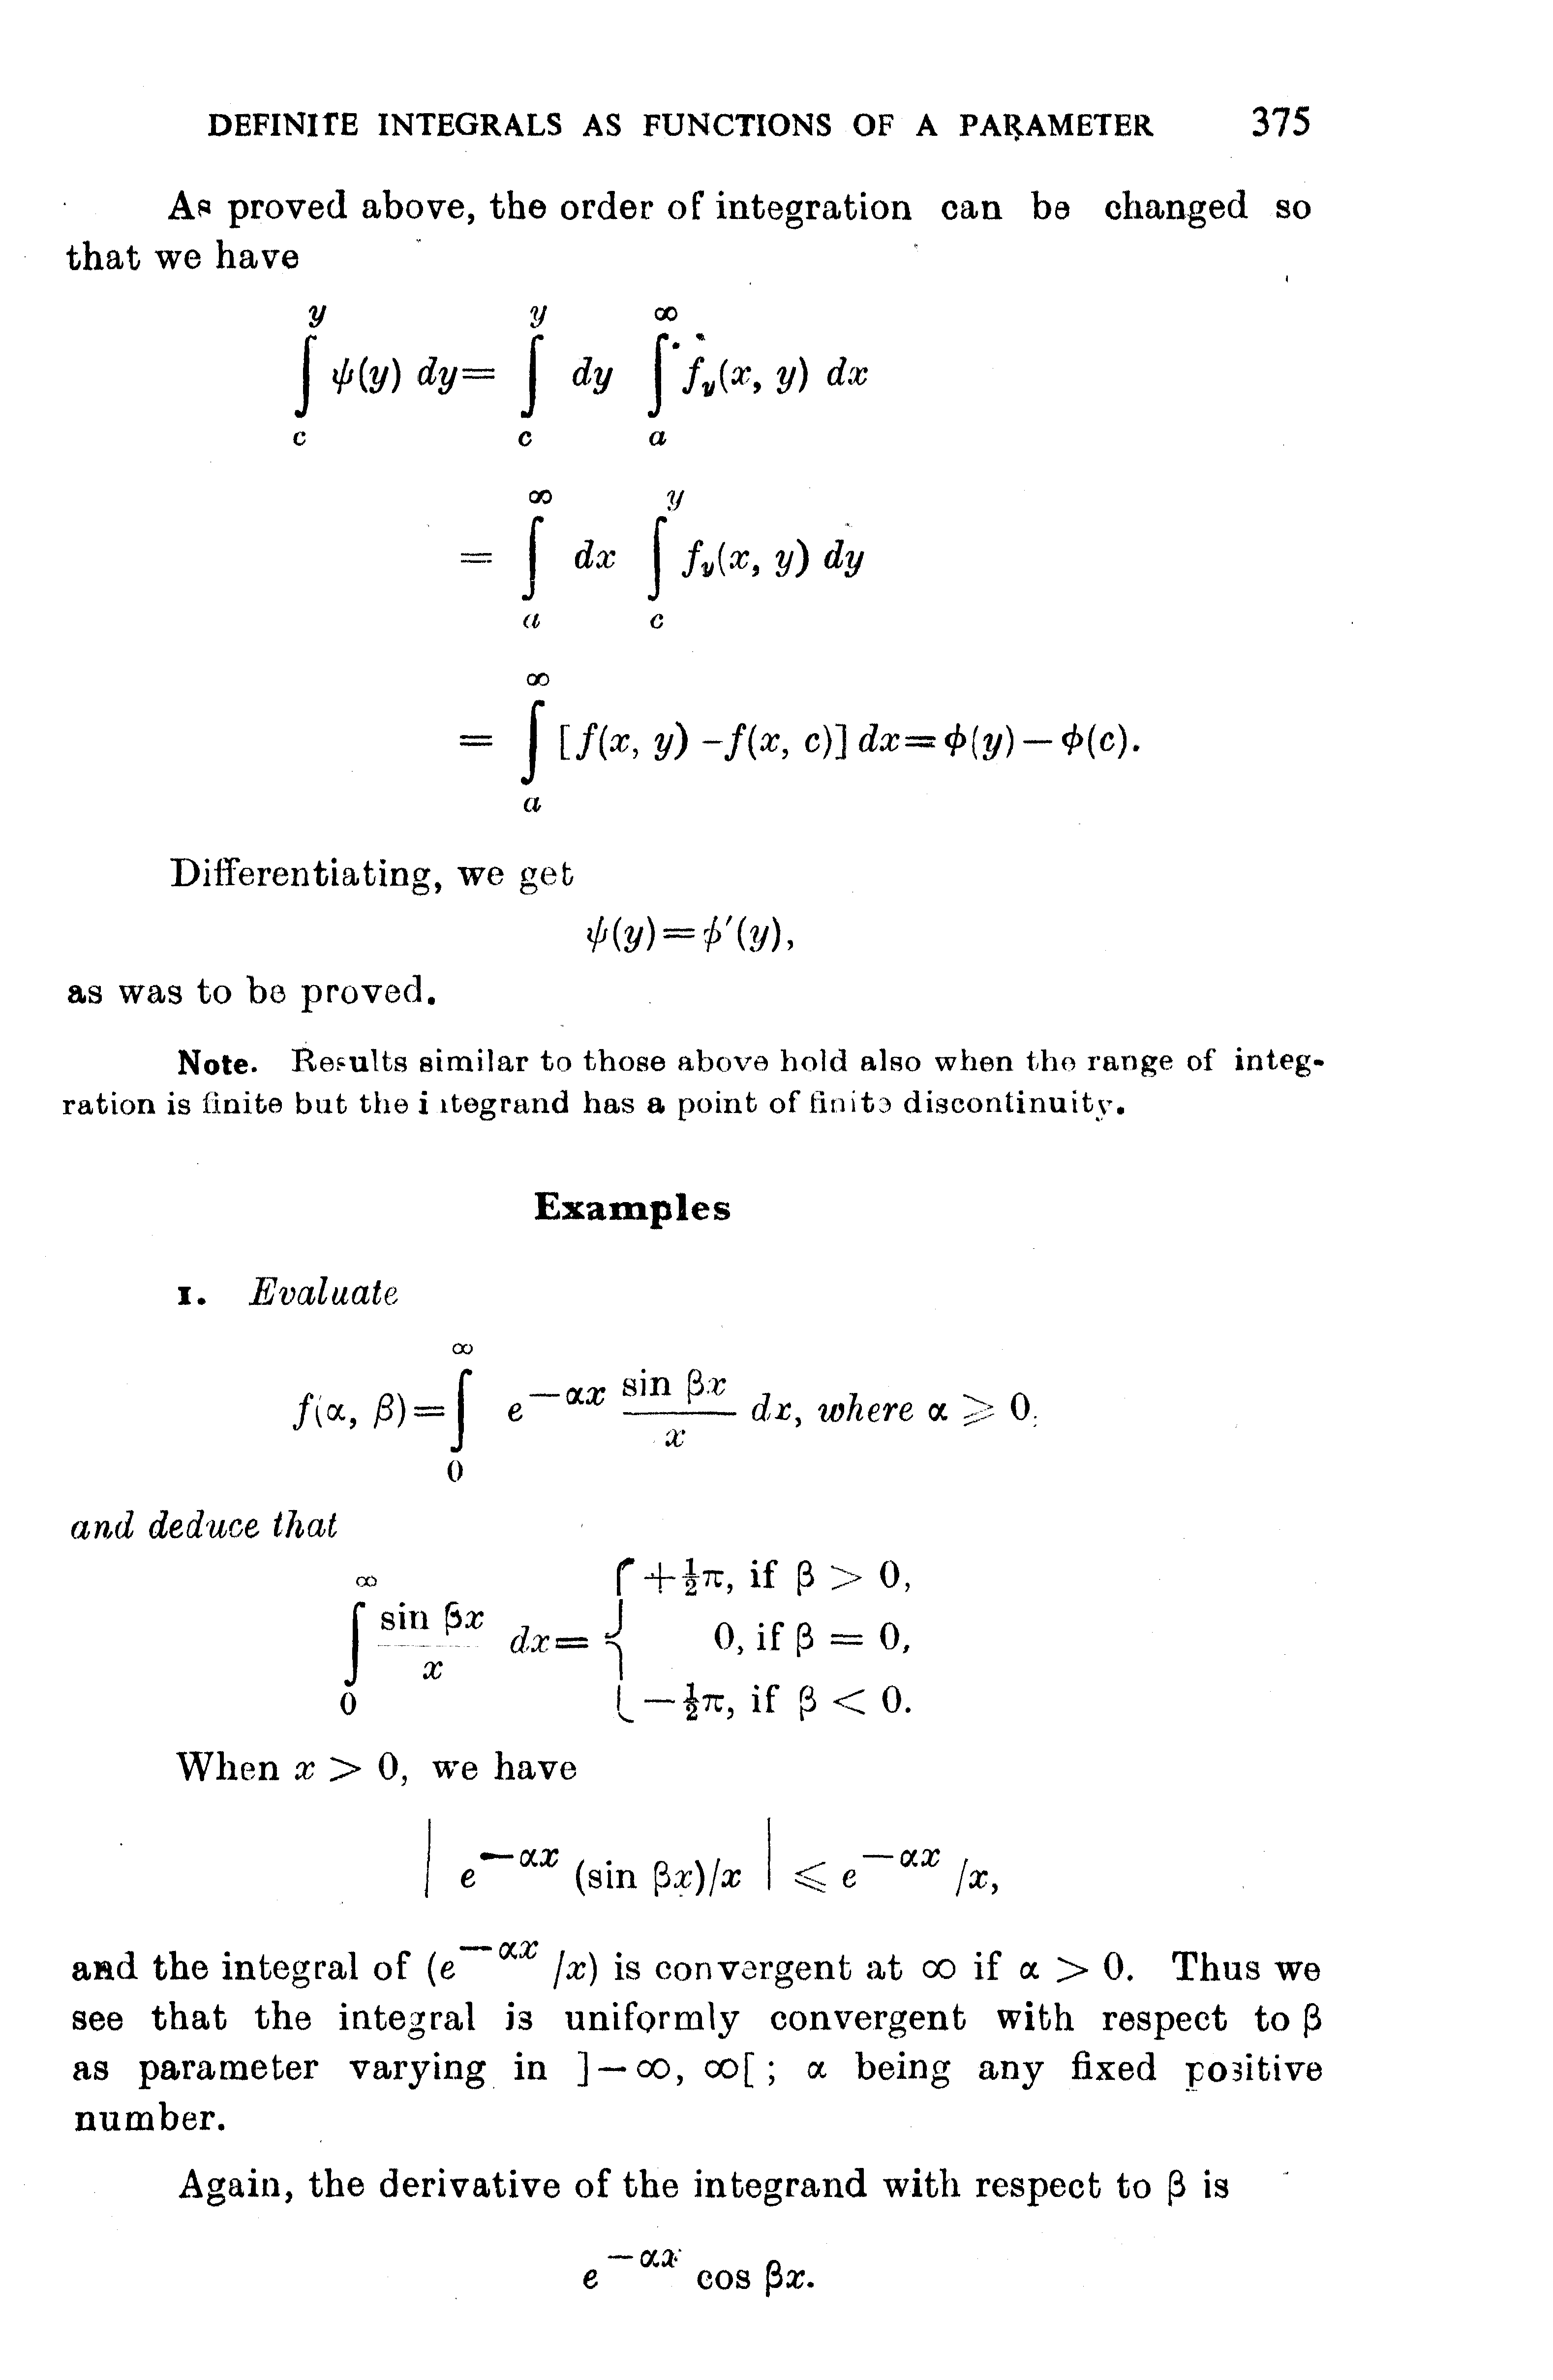 DEFINITE INTEGRALS AS FUNCTIONS OF A PARAMETER 375
As proved above, the order of integration can be changed so
that we have
$\int_c^y \psi(y)\, dy = \int_c^y dy \int_a^\infty f_y(x, y)\, dx$
$= \int_a^\infty dx \int_c^y f_y(x, y)\, dy$
$= \int_a^\infty [f(x, y) - f(x, c)]\, dx = \phi(y) - \phi(c).$
Differentiating, we get
$\psi(y) = \phi'(y),$
as was to be proved.
Note. Results similar to those above hold also when the range of integ-
ration is finite but the integrand has a point of finite discontinuity.
Examples
1. Evaluate
$f(\alpha, \beta) = \int_0^\infty e^{-\alpha x} \frac{\sin \beta x}{x}\, dx$, where $\alpha \geqslant 0$.
and deduce that
$\int_0^\infty \frac{\sin \beta x}{x}\, dx = \begin{cases} +\frac{1}{2}\pi, \text{ if } \beta > 0, \\ 0, \text{ if } \beta = 0, \\ -\frac{1}{2}\pi, \text{ if } \beta < 0. \end{cases}$
When $x > 0$, we have
$\left| e^{-\alpha x} (\sin \beta x)/x \right| \leqslant e^{-\alpha x}/x,$
and the integral of $(e^{-\alpha x}/x)$ is convergent at ∞ if α > 0. Thus we
see that the integral is uniformly convergent with respect to β
as parameter varying in ]—∞, ∞[ ; α being any fixed positive
number.
Again, the derivative of the integrand with respect to β is
$e^{-\alpha x} \cos \beta x.$